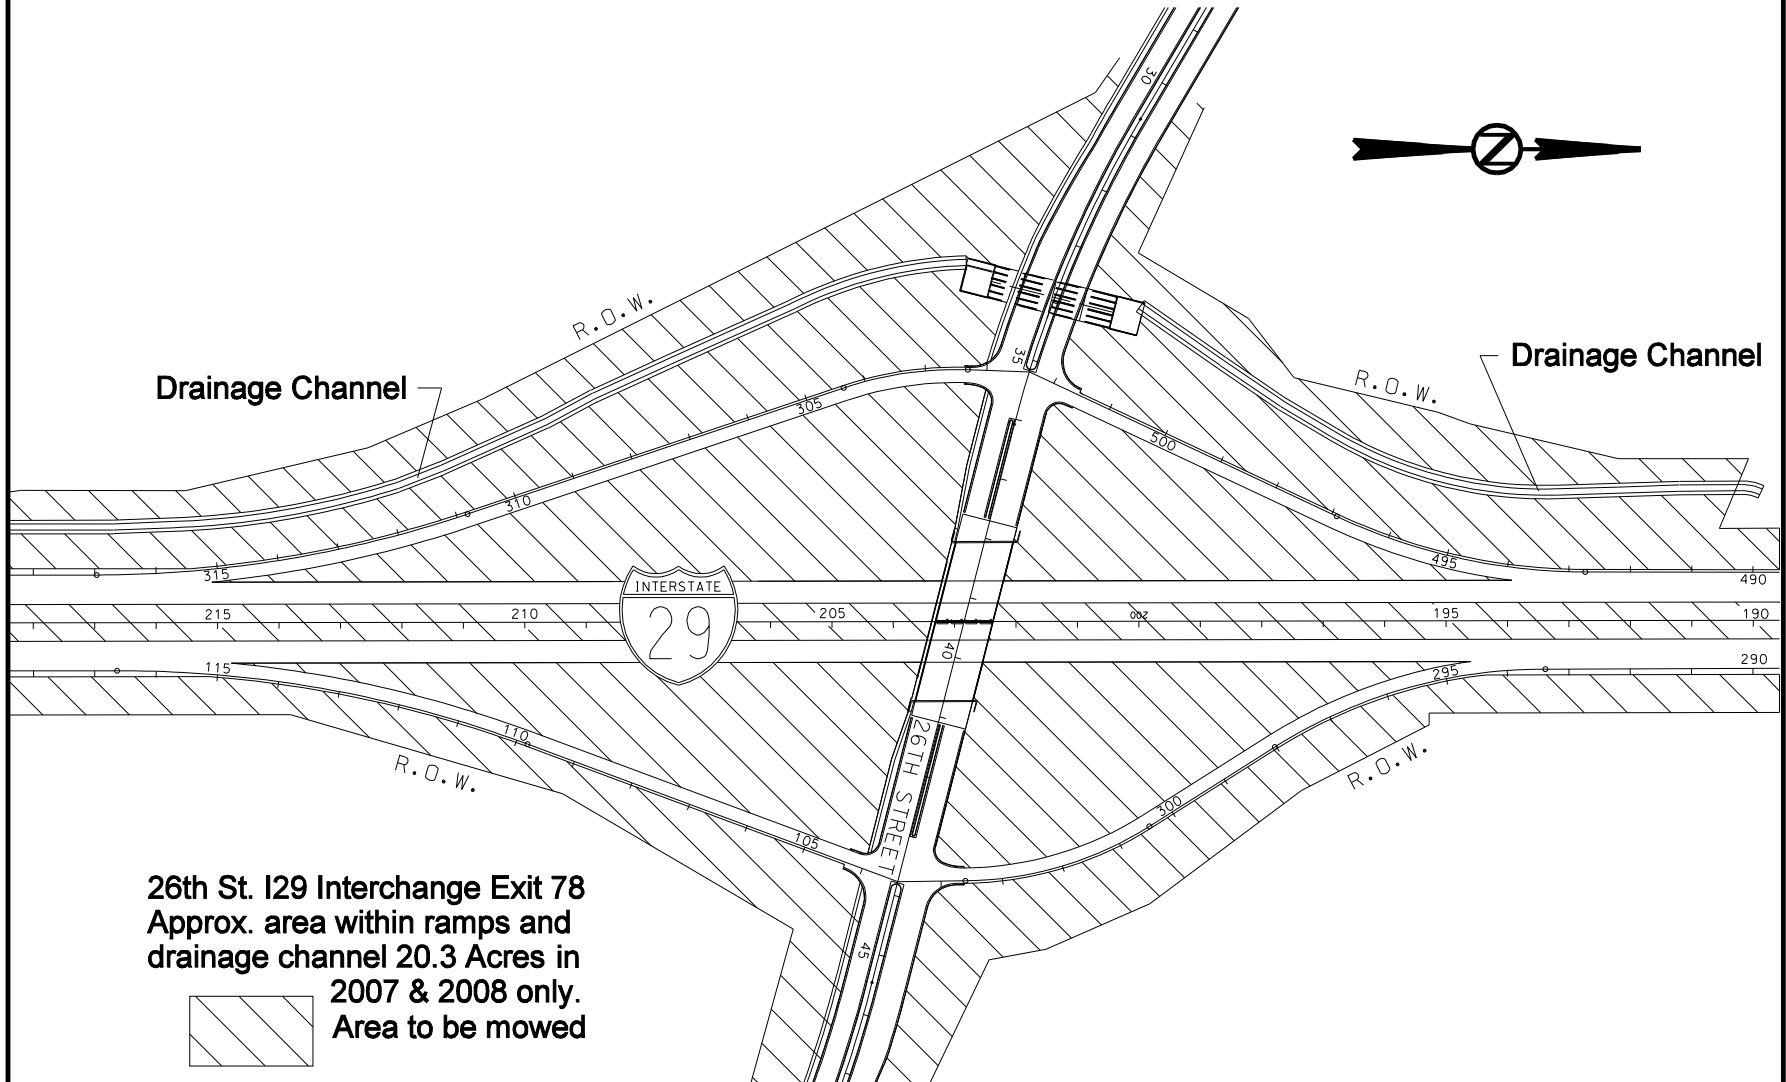 30
Z
R.O.W.
Drainage Channel
35
Drainage Channel
R.O.W.
305
500
310
495
315
490
INTERSTATE
29
215
210
205
200
195
190
40
115
295
290
110
26TH STREET
R.O.W.
R.O.W.
300
105
45
26th St. I29 Interchange Exit 78
Approx. area within ramps and
drainage channel 20.3 Acres in
2007 & 2008 only.
Area to be mowed